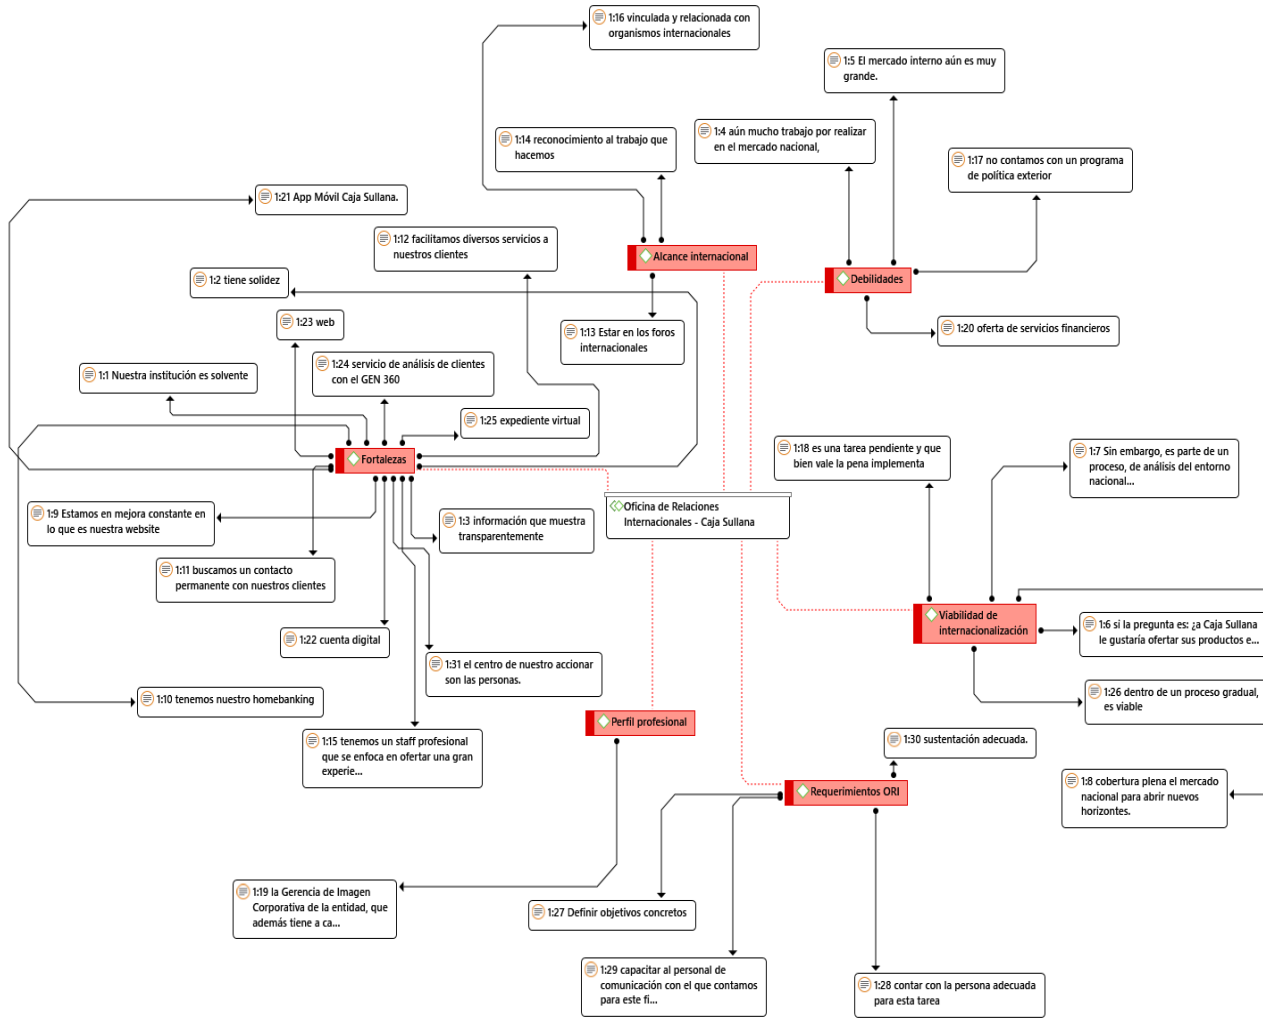 1:16 vinculada y relacionada con
organismos internacionales
1:5 El mercado interno aún es muy
grande.
1:14 reconocimiento al trabajo que
hacemos
1:4 aún mucho trabajo por realizar
en el mercado nacional,
1:17 no contamos con un programa
de política exterior
1:21 App Móvil Caja Sullana.
1:12 facilitamos diversos servicios a
nuestros clientes
Alcance internacional
Debilidades
1:2 tiene solidez
1:23 web
1:13 Estar en los foros
internacionales
1:20 oferta de servicios financieros
1:24 servicio de análisis de clientes
con el GEN 360
1:1 Nuestra institución es solvente
1:25 expediente virtual
Fortalezas
1:18 es una tarea pendiente y que
bien vale la pena implementa
1:7 Sin embargo, es parte de un
proceso, de análisis del entorno
nacional...
Oficina de Relaciones
Internacionales - Caja Sullana
1:9 Estamos en mejora constante en
lo que es nuestra website
1:3 información que muestra
transparentemente
1:11 buscamos un contacto
permanente con nuestros clientes
Viabilidad de
internacionalización
1:6 si la pregunta es: ¿a Caja Sullana
le gustaría ofertar sus productos e...
1:22 cuenta digital
1:31 el centro de nuestro accionar
son las personas.
1:26 dentro de un proceso gradual,
es viable
1:10 tenemos nuestro homebanking
Perfil profesional
1:15 tenemos un staff profesional
que se enfoca en ofertar una gran
experie...
1:30 sustentación adecuada.
Requerimientos ORI
1:8 cobertura plena el mercado
nacional para abrir nuevos
horizontes.
1:19 la Gerencia de Imagen
Corporativa de la entidad, que
además tiene a ca...
1:27 Definir objetivos concretos
1:29 capacitar al personal de
comunicación con el que contamos
para este fi...
1:28 contar con la persona adecuada
para esta tarea